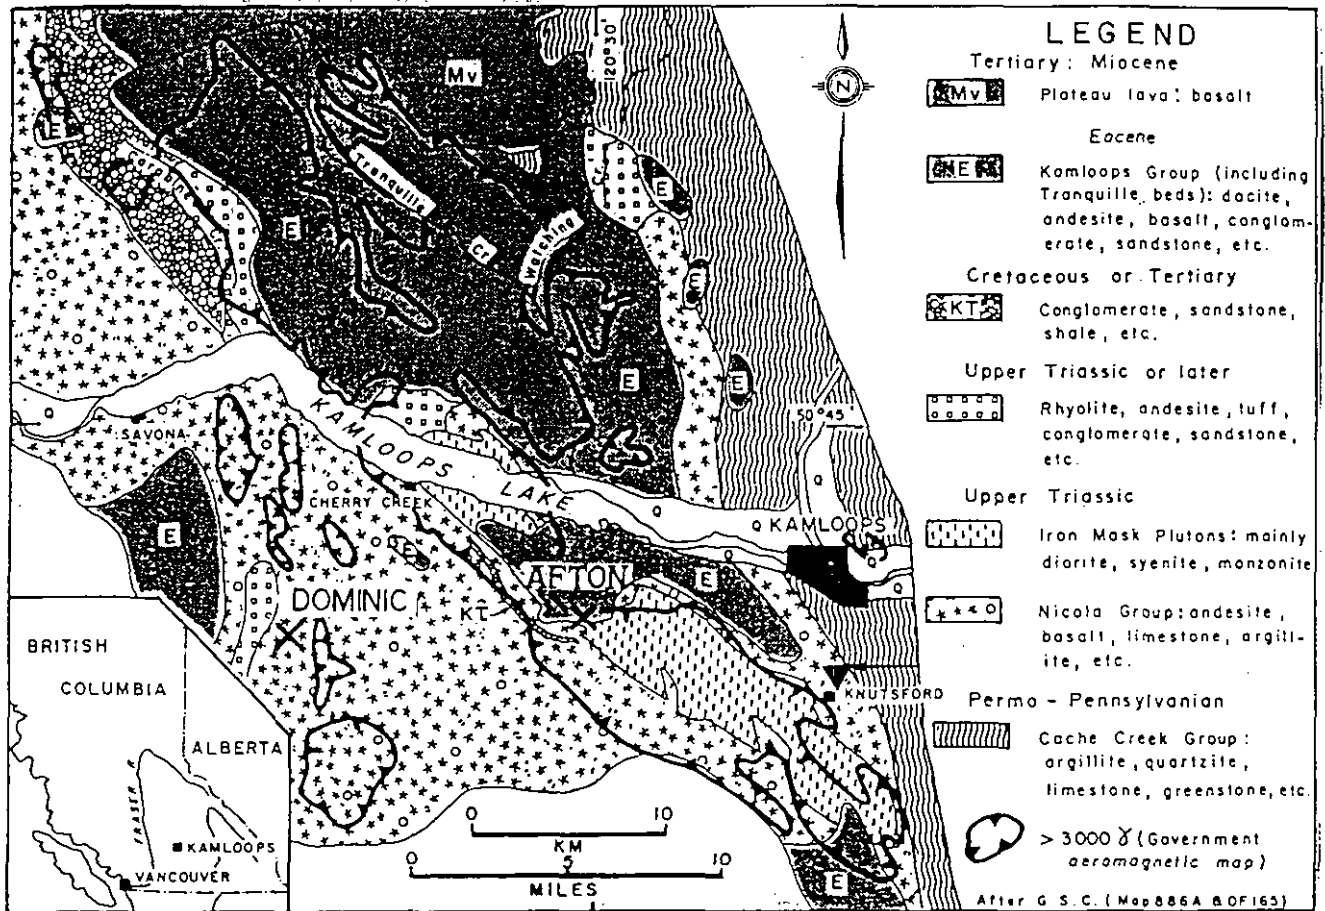 LEGEND
Tertiary: Miocene
Mv Plateau lava: basalt
Eocene
E Kamloops Group (including
Tranquille beds): dacite,
andesite, basalt, conglom-
erate, sandstone, etc.
Cretaceous or Tertiary
KT Conglomerate, sandstone,
shale, etc.
Upper Triassic or later
Rhyolite, andesite, tuff,
conglomerate, sandstone,
etc.
Upper Triassic
Iron Mask Plutons: mainly
diorite, syenite, monzonite
Nicola Group: andesite,
basalt, limestone, argill-
ite, etc.
Permo - Pennsylvanian
Cache Creek Group:
argillite, quartzite,
limestone, greenstone, etc.
> 3000 γ (Government
aeromagnetic map)
After G.S.C. (Map 886A & OF165)
N
120° 30'
50° 45'
Mv
E
Carabine Cr.
Tranquille
Cr.
E
Watching
Cr.
E
E
E
E
Q
SAVONA
KAMLOOPS LAKE
CHERRY CREEK
E
E
Q
Q
Q
Q
Q KAMLOOPS
Q
Q
AFTON
E
DOMINIC
KT
KNUTSFORD
E
BRITISH
COLUMBIA
ALBERTA
FRASER R
KAMLOOPS
VANCOUVER
0 10
KM
0 5 10
MILES